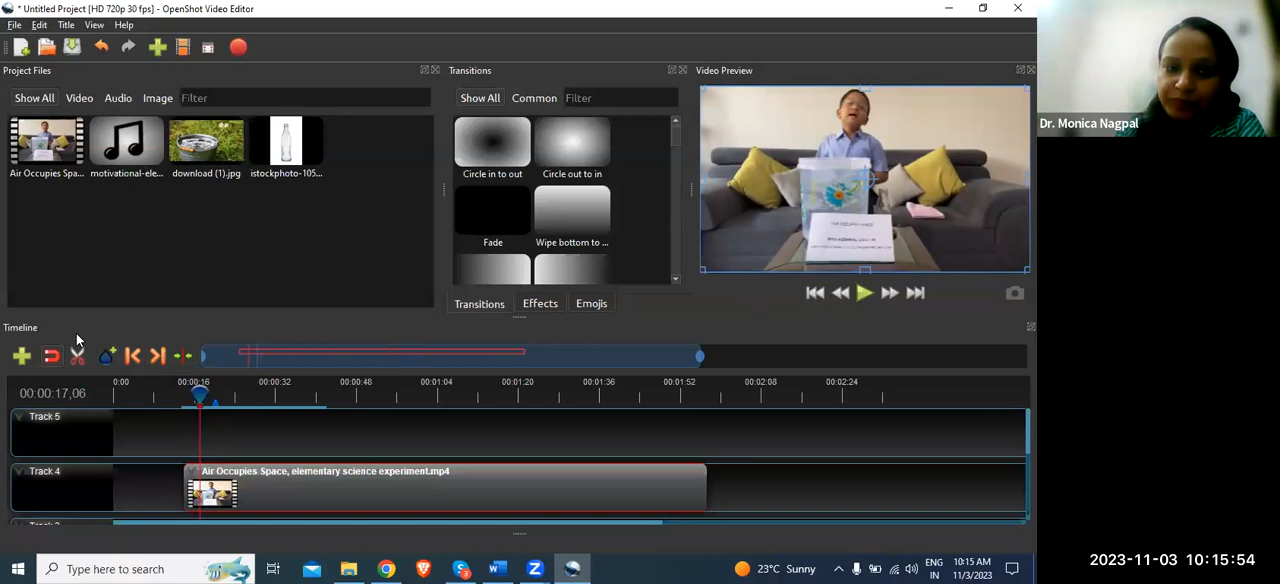 * Untitled Project [HD 720p 30 fps] - OpenShot Video Editor
File Edit Title View Help
Project Files
Transitions
Video Preview
Show All Video Audio Image Filter
Show All Common Filter
Dr. Monica Nagpal
Air Occupies Spa...
motivational-ele...
download (1).jpg
istockphoto-105...
Circle in to out
Circle out to in
Fade
Wipe bottom to ...
Transitions Effects Emojis
Timeline
00:00:17,06
0:00 00:00:16 00:00:32 00:00:48 00:01:04 00:01:20 00:01:36 00:01:52 00:02:08 00:02:24
Track 5
Track 4
Air Occupies Space, elementary science experiment.mp4
Type here to search
23°C Sunny
ENG
IN
10:15 AM
11/3/2023
2023-11-03 10:15:54